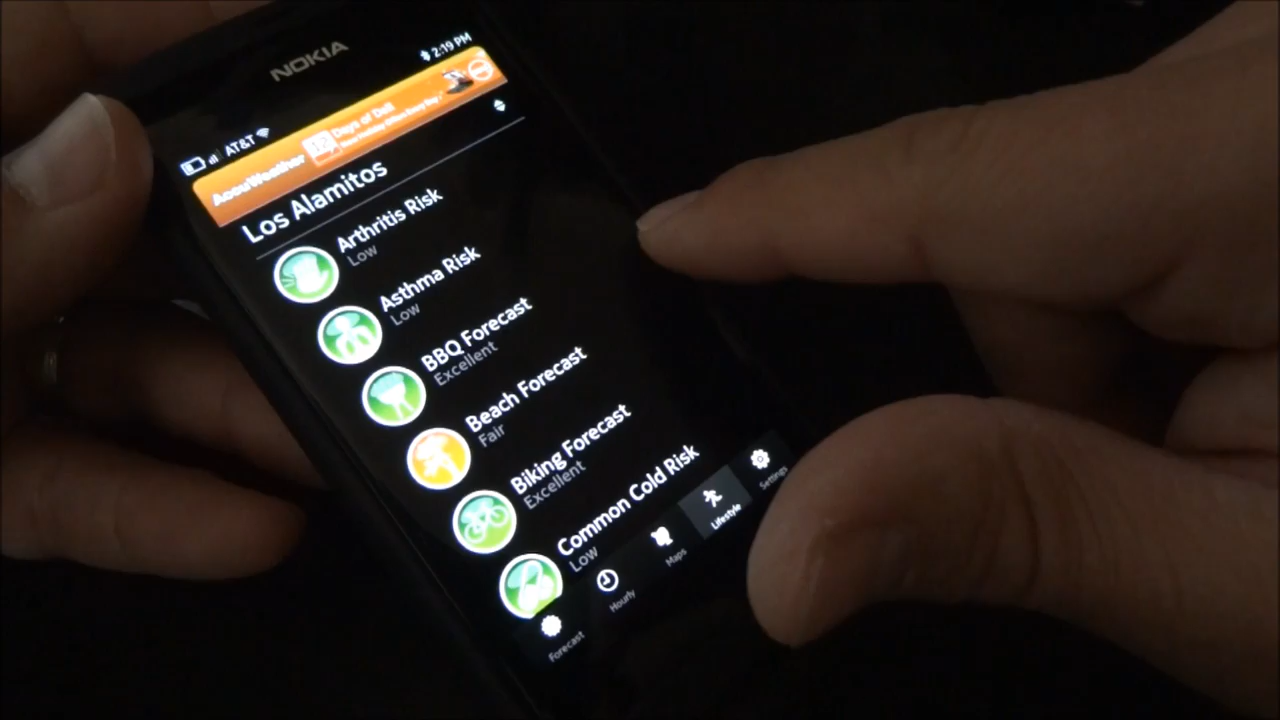 NOKIA
AT&T
2:19 PM
AccuWeather
Days of Dali
Los Alamitos
Arthritis Risk
Low
Asthma Risk
Low
BBQ Forecast
Excellent
Beach Forecast
Fair
Biking Forecast
Excellent
Common Cold Risk
Low
Forecast
Hourly
Maps
Lifestyle
Settings